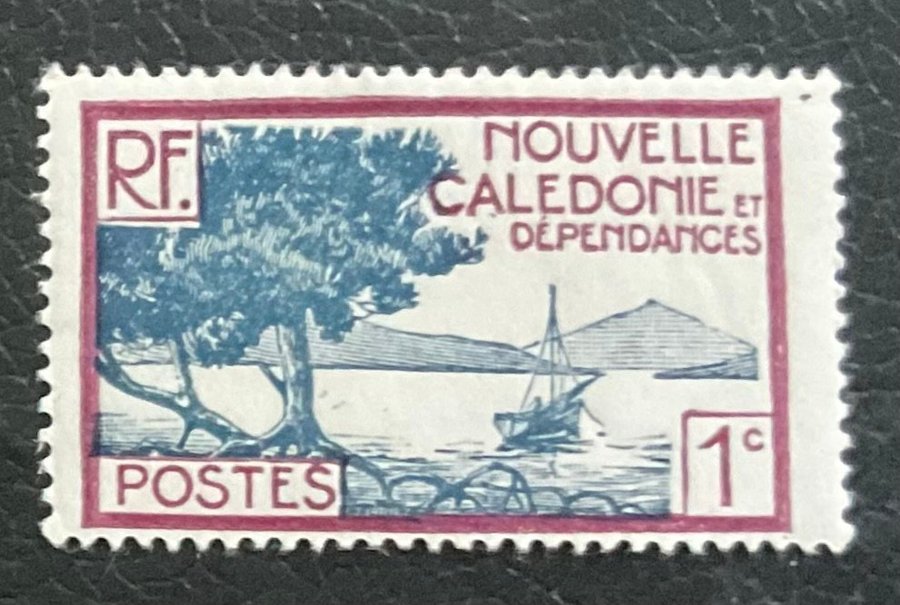 RF.
NOUVELLE
CALEDONIE ET
DÉPENDANCES
POSTES
1c